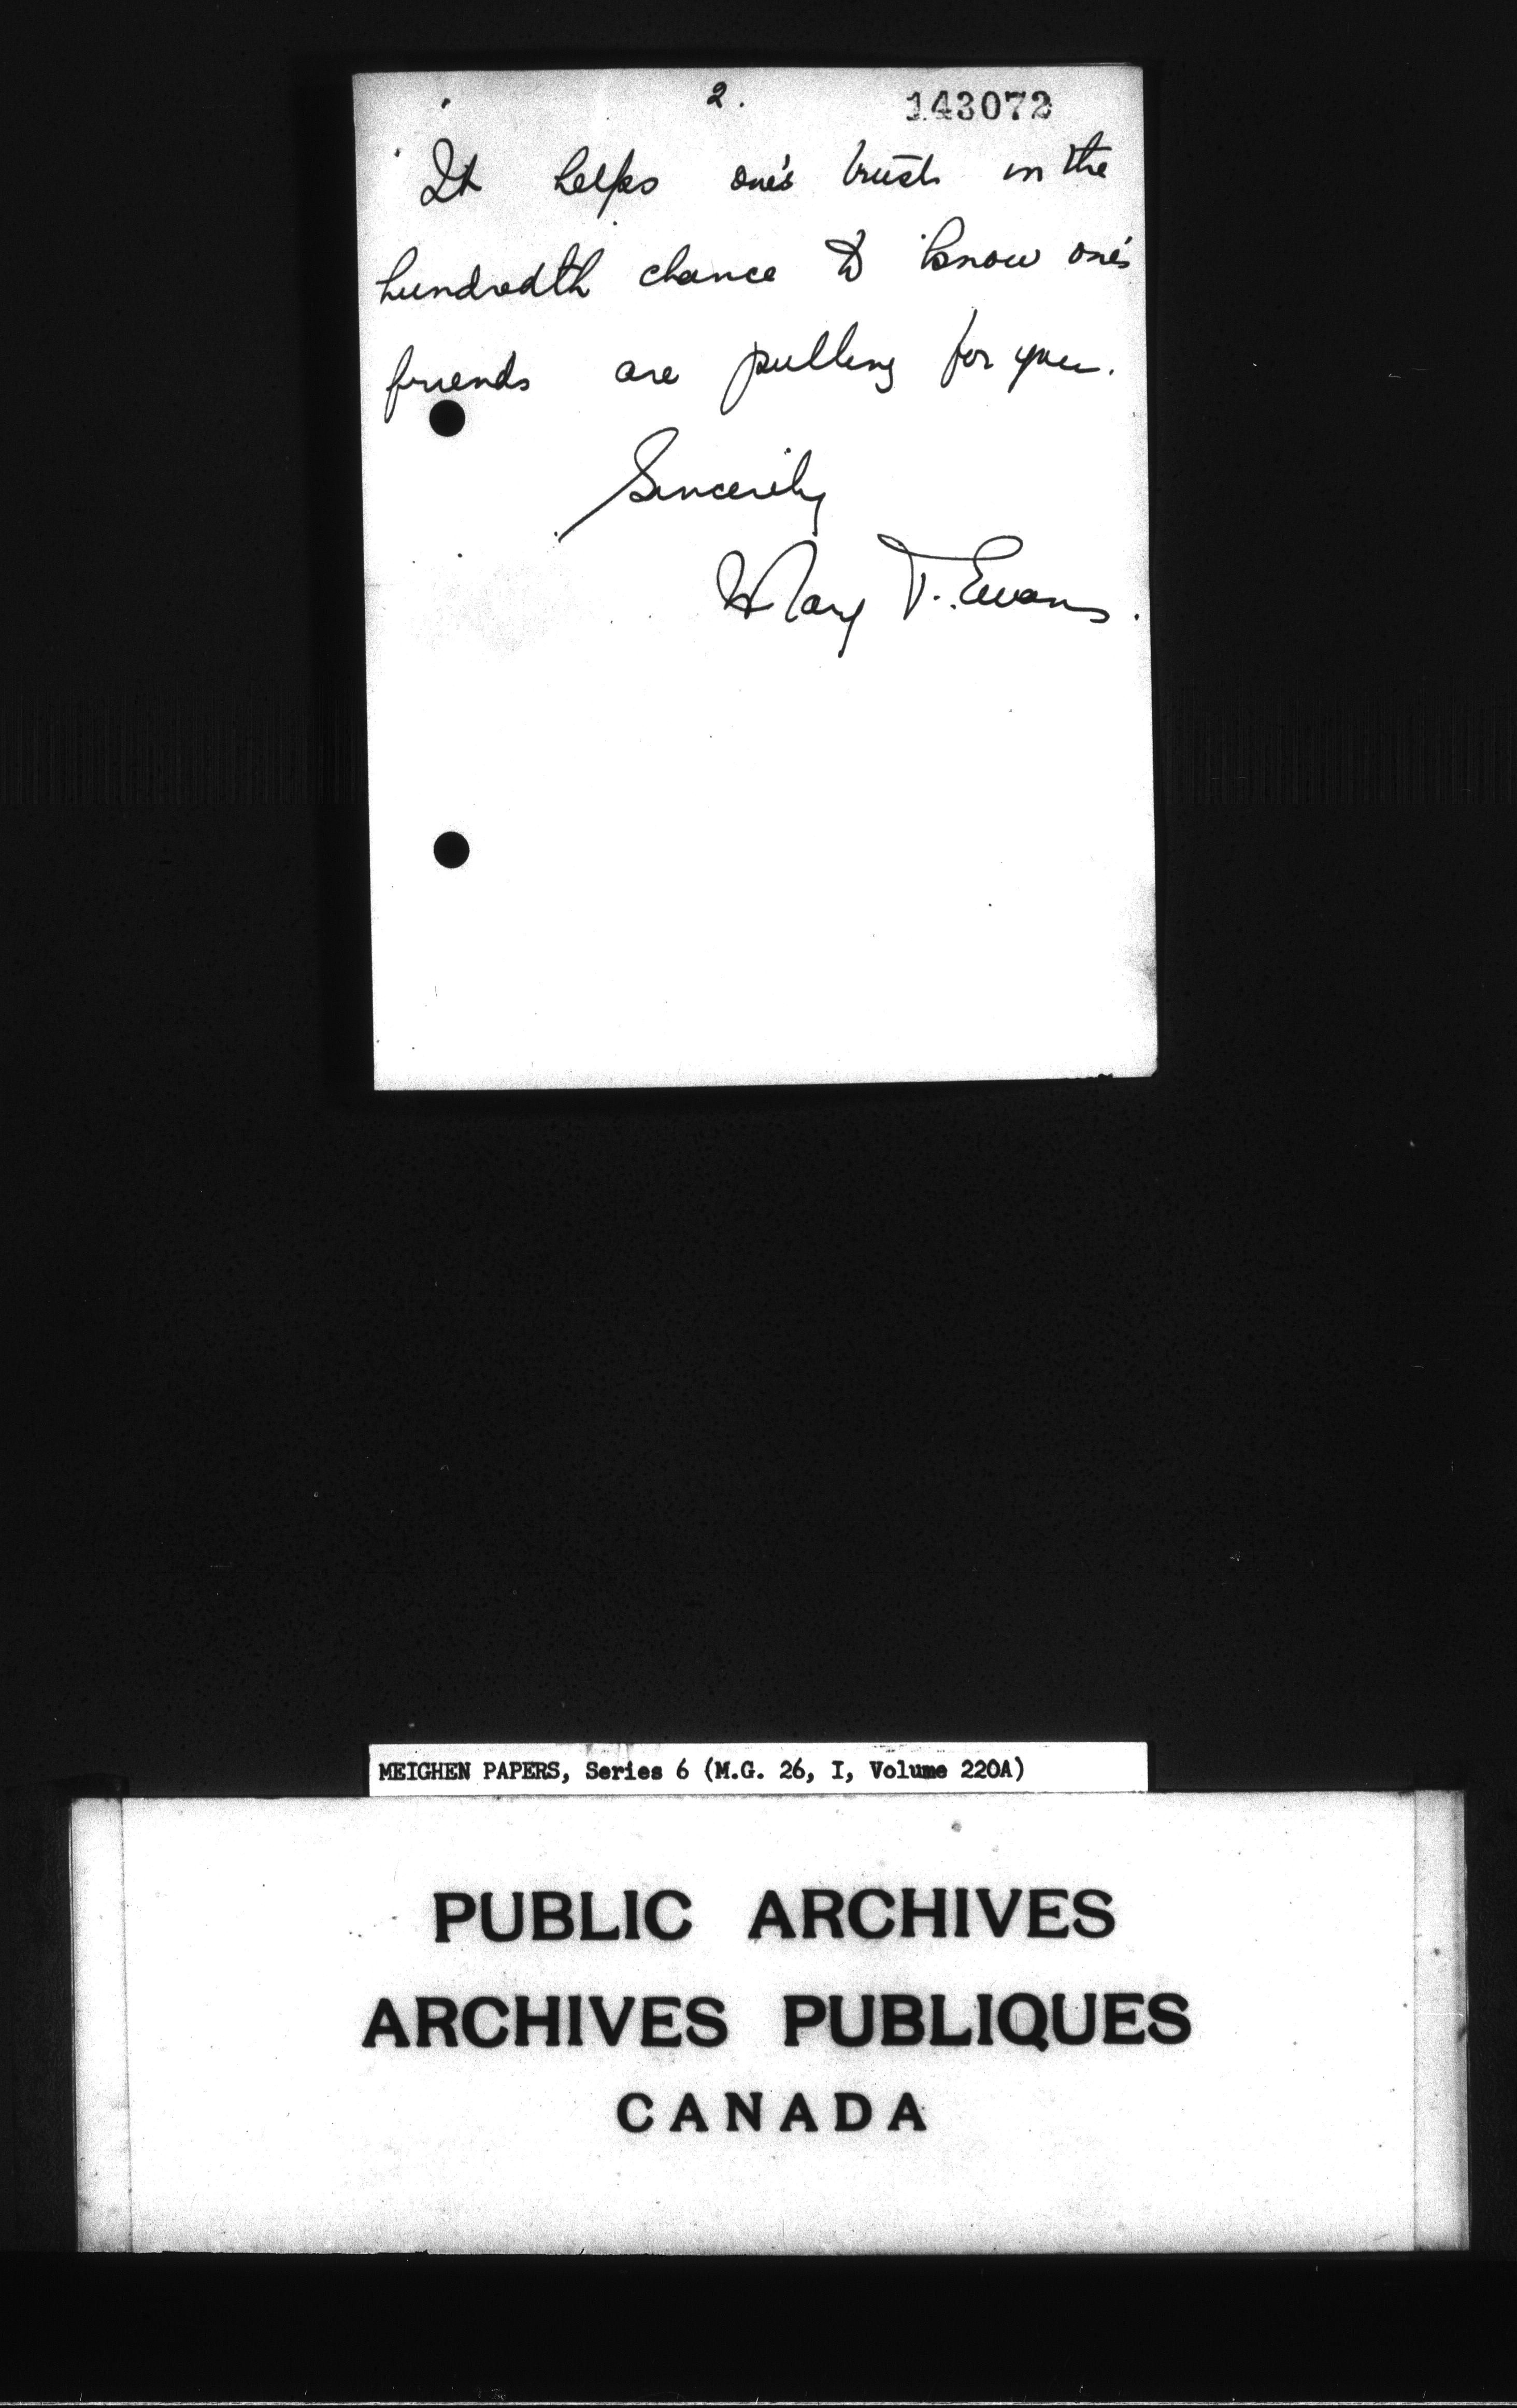 2.
143072
It helps one's trust in the
hundredth chance to know one's
friends are pulling for you.
Sincerely
Mary T. Evans.
MEIGHEN PAPERS, Series 6 (M.G. 26, I, Volume 220A)
PUBLIC ARCHIVES
ARCHIVES PUBLIQUES
CANADA